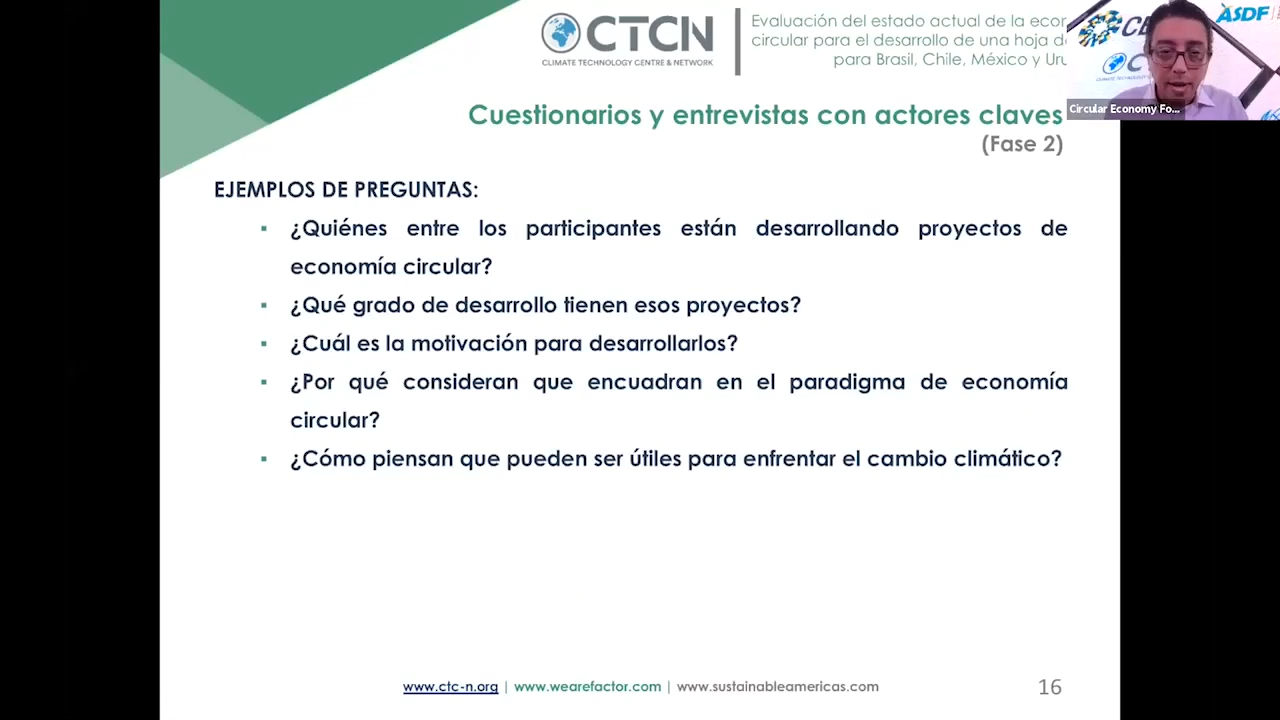 CTCN
CLIMATE TECHNOLOGY CENTRE & NETWORK
Evaluación del estado actual de la
circular para el desarrollo de una hoja
para Brasil, Chile, México y
ASDF
Circular Economy Fo...
Cuestionarios y entrevistas con actores claves
(Fase 2)
EJEMPLOS DE PREGUNTAS:
▪ ¿Quiénes entre los participantes están desarrollando proyectos de
economía circular?
▪ ¿Qué grado de desarrollo tienen esos proyectos?
▪ ¿Cuál es la motivación para desarrollarlos?
▪ ¿Por qué consideran que encuadran en el paradigma de economía
circular?
▪ ¿Cómo piensan que pueden ser útiles para enfrentar el cambio climático?
www.ctc-n.org | www.wearefactor.com | www.sustainableamericas.com
16